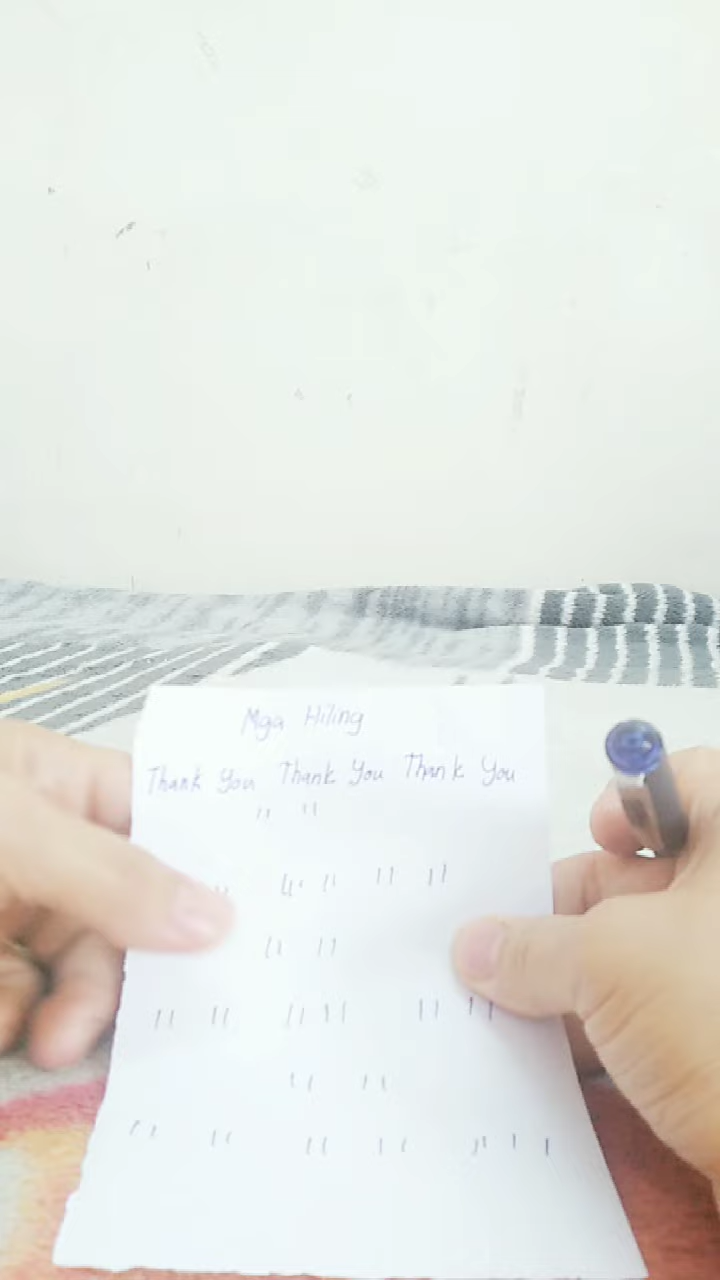 Mga Hiling
Thank You Thank You Thank You
" "
" " " " "
" "
" " " " " "
" "
" " " " " ' '